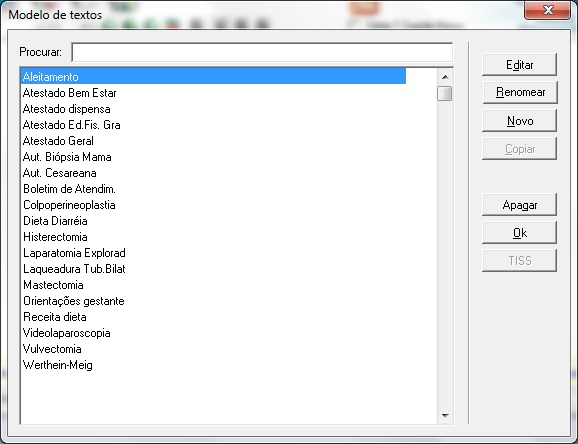 Modelo de textos
Procurar:
Aleitamento
Atestado Bem Estar
Atestado dispensa
Atestado Ed.Fis. Gra
Atestado Geral
Aut. Biópsia Mama
Aut. Cesareana
Boletim de Atendim.
Colpoperineoplastia
Dieta Diarréia
Histerectomia
Laparatomia Explorad
Laqueadura Tub.Bilat
Mastectomia
Orientações gestante
Receita dieta
Videolaparoscopia
Vulvectomia
Werthein-Meig
Editar
Renomear
Novo
Copiar
Apagar
Ok
TISS